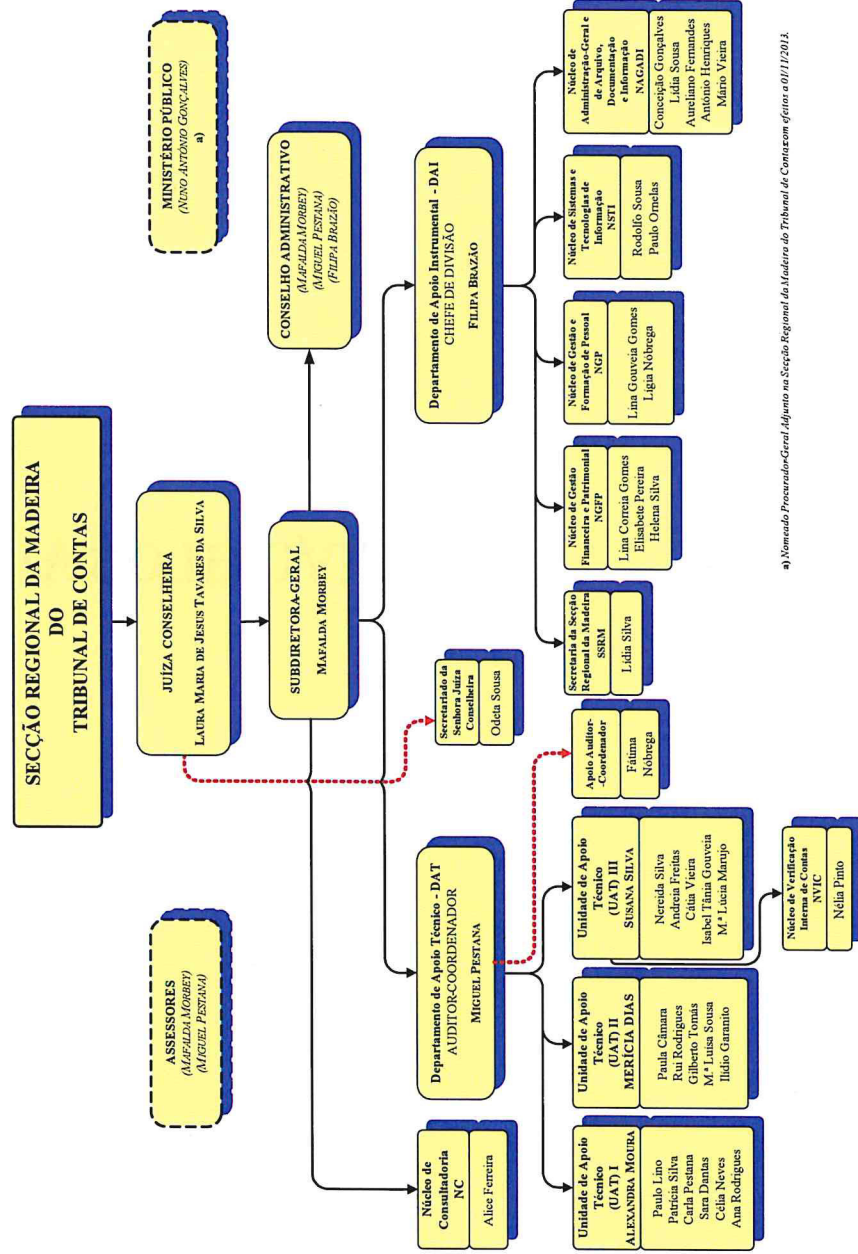 SECÇÃO REGIONAL DA MADEIRA
DO
TRIBUNAL DE CONTAS
ASSESSORES
(MAFALDA MORBEY)
(MIGUEL PESTANA)
JUÍZA CONSELHEIRA
LAURA MARIA DE JESUS TAVARES DA SILVA
MINISTÉRIO PÚBLICO
(NUNO ANTÓNIO GONÇALVES)
a)
SUBDIRETORA-GERAL
MAFALDA MORBEY
CONSELHO ADMINISTRATIVO
(MAFALDA MORBEY)
(MIGUEL PESTANA)
(FILIPA BRAZÃO)
Núcleo de
Consultadoria
NC
Alice Ferreira
Departamento de Apoio Técnico - DAT
AUDITOR-COORDENADOR
MIGUEL PESTANA
Secretariado da
Senhora Juíza
Conselheira
Odeta Sousa
Departamento de Apoio Instrumental - DAI
CHEFE DE DIVISÃO
FILIPA BRAZÃO
Unidade de Apoio
Técnico
(UAT) I
ALEXANDRA MOURA
Paulo Lino
Patrícia Silva
Carla Pestana
Sara Dantas
Célia Neves
Ana Rodrigues
Unidade de Apoio
Técnico
(UAT) II
MERÍCIA DIAS
Paula Câmara
Rui Rodrigues
Gilberto Tomás
M.ª Luísa Sousa
Ilídio Garanito
Unidade de Apoio
Técnico
(UAT) III
SUSANA SILVA
Nereida Silva
Andreia Freitas
Cátia Vieira
Isabel Tânia Gouveia
M.ª Lúcia Marujo
Apoio Auditor-
-Coordenador
Fátima
Nóbrega
Secretaria da Secção
Regional da Madeira
SSRM
Lídia Silva
Núcleo de Gestão
Financeira e Patrimonial
NGFP
Lina Correia Gomes
Elisabete Pereira
Helena Silva
Núcleo de Gestão e
Formação de Pessoal
NGP
Lina Gouveia Gomes
Lígia Nóbrega
Núcleo de Sistemas e
Tecnologias de
Informação
NSTI
Rodolfo Sousa
Paulo Ornelas
Núcleo de
Administração-Geral e
de Arquivo,
Documentação
e Informação
NAGADI
Conceição Gonçalves
Lídia Sousa
Aureliano Fernandes
António Henriques
Mário Vieira
Núcleo de Verificação
Interna de Contas
NVIC
Nélia Pinto
a) Nomeado Procurador-Geral Adjunto na Secção Regional da Madeira do Tribunal de Contas com efeitos a 01/11/2013.